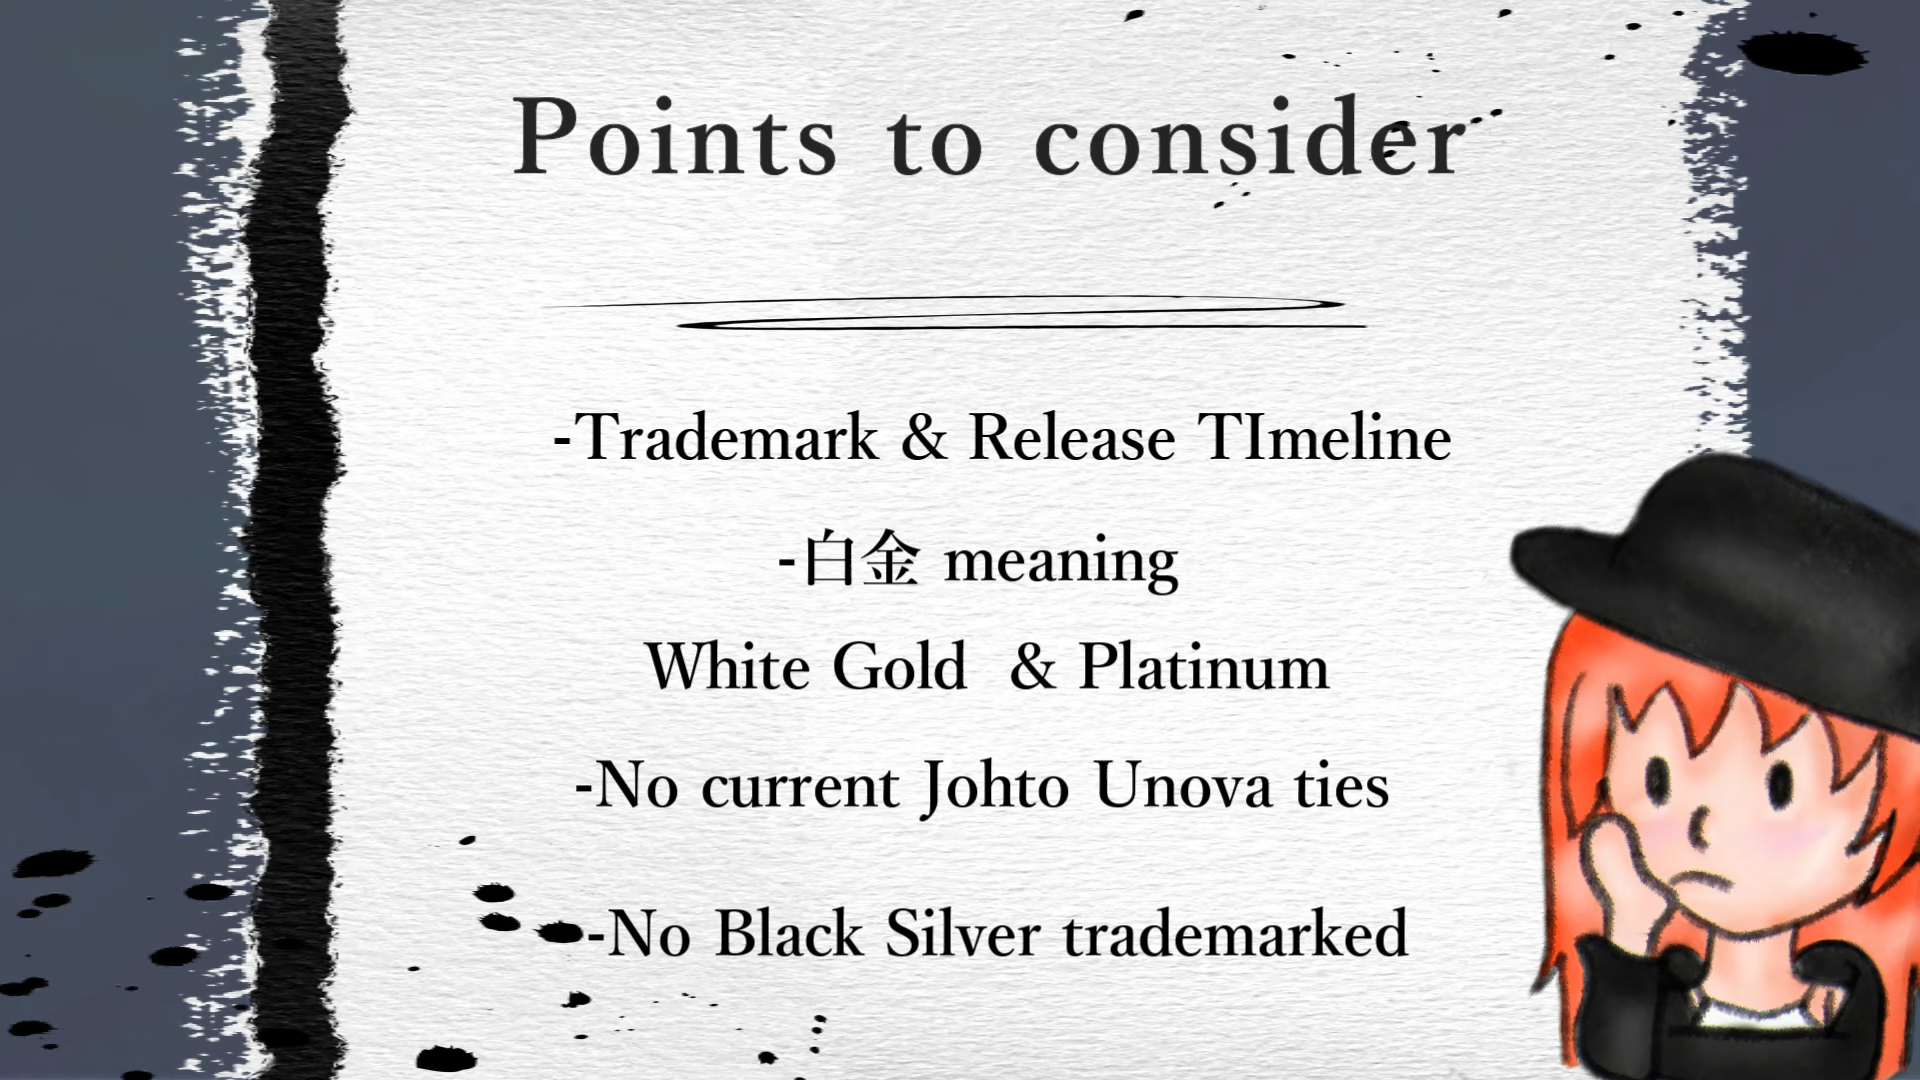 Points to consider
-Trademark & Release TImeline
-白金 meaning
White Gold & Platinum
-No current Johto Unova ties
-No Black Silver trademarked